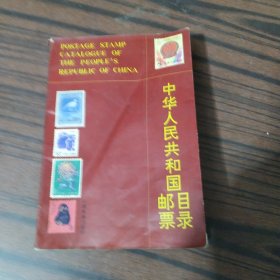 POSTAGE STAMP
CATALOGUE OF
THE PEOPLE'S
REPUBLIC OF CHINA
中华人民共和国邮票
目录